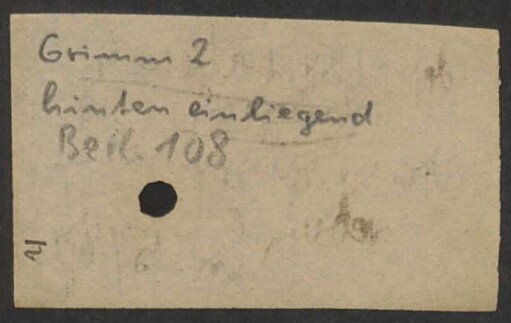 Grimm 2
hinten einliegend
Beil. 108